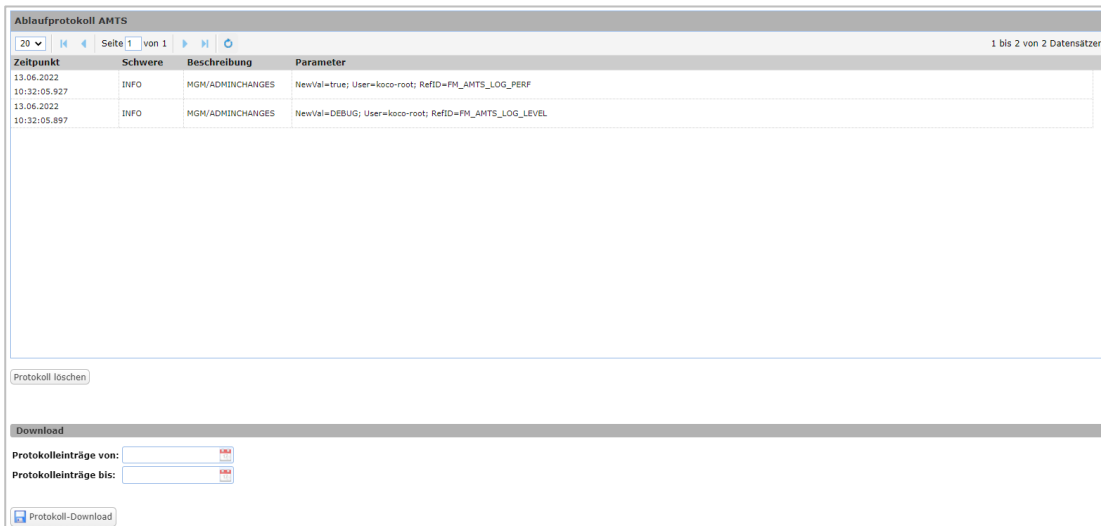 Ablaufprotokoll AMTS
20 Seite 1 von 1 1 bis 2 von 2 Datensätzen
Zeitpunkt Schwere Beschreibung Parameter
13.06.2022
10:32:05.927 INFO MGM/ADMINCHANGES NewVal=true; User=koco-root; RefID=FM_AMTS_LOG_PERF
13.06.2022
10:32:05.897 INFO MGM/ADMINCHANGES NewVal=DEBUG; User=koco-root; RefID=FM_AMTS_LOG_LEVEL
Protokoll löschen
Download
Protokolleinträge von:
Protokolleinträge bis:
Protokoll-Download